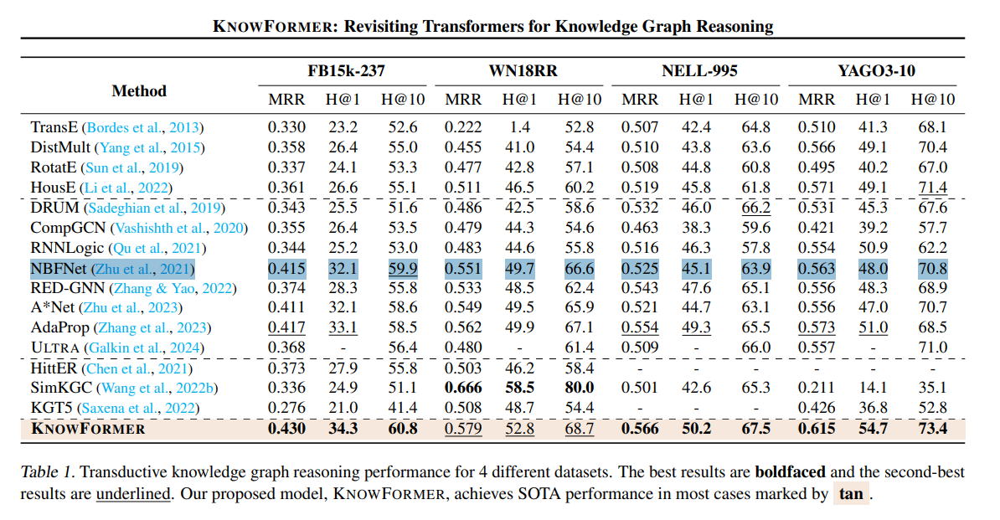 KNOWFORMER: Revisiting Transformers for Knowledge Graph Reasoning
Method FB15k-237 WN18RR NELL-995 YAGO3-10
MRR H@1 H@10 MRR H@1 H@10 MRR H@1 H@10 MRR H@1 H@10
TransE (Bordes et al., 2013) 0.330 23.2 52.6 0.222 1.4 52.8 0.507 42.4 64.8 0.510 41.3 68.1
DistMult (Yang et al., 2015) 0.358 26.4 55.0 0.455 41.0 54.4 0.510 43.8 63.6 0.566 49.1 70.4
RotatE (Sun et al., 2019) 0.337 24.1 53.3 0.477 42.8 57.1 0.508 44.8 60.8 0.495 40.2 67.0
HousE (Li et al., 2022) 0.361 26.6 55.1 0.511 46.5 60.2 0.519 45.8 61.8 0.571 49.1 71.4
DRUM (Sadeghian et al., 2019) 0.343 25.5 51.6 0.486 42.5 58.6 0.532 46.0 66.2 0.531 45.3 67.6
CompGCN (Vashishth et al., 2020) 0.355 26.4 53.5 0.479 44.3 54.6 0.463 38.3 59.6 0.421 39.2 57.7
RNNLogic (Qu et al., 2021) 0.344 25.2 53.0 0.483 44.6 55.8 0.516 46.3 57.8 0.554 50.9 62.2
NBFNet (Zhu et al., 2021) 0.415 32.1 59.9 0.551 49.7 66.6 0.525 45.1 63.9 0.563 48.0 70.8
RED-GNN (Zhang & Yao, 2022) 0.374 28.3 55.8 0.533 48.5 62.4 0.543 47.6 65.1 0.556 48.3 68.9
A*Net (Zhu et al., 2023) 0.411 32.1 58.6 0.549 49.5 65.9 0.521 44.7 63.1 0.556 47.0 70.7
AdaProp (Zhang et al., 2023) 0.417 33.1 58.5 0.562 49.9 67.1 0.554 49.3 65.5 0.573 51.0 68.5
ULTRA (Galkin et al., 2024) 0.368 - 56.4 0.480 - 61.4 0.509 - 66.0 0.557 - 71.0
HittER (Chen et al., 2021) 0.373 27.9 55.8 0.503 46.2 58.4 - - - - - -
SimKGC (Wang et al., 2022b) 0.336 24.9 51.1 0.666 58.5 80.0 0.501 42.6 65.3 0.211 14.1 35.1
KGT5 (Saxena et al., 2022) 0.276 21.0 41.4 0.508 48.7 54.4 - - - 0.426 36.8 52.8
KNOWFORMER 0.430 34.3 60.8 0.579 52.8 68.7 0.566 50.2 67.5 0.615 54.7 73.4
Table 1. Transductive knowledge graph reasoning performance for 4 different datasets. The best results are boldfaced and the second-best
results are underlined. Our proposed model, KNOWFORMER, achieves SOTA performance in most cases marked by tan .